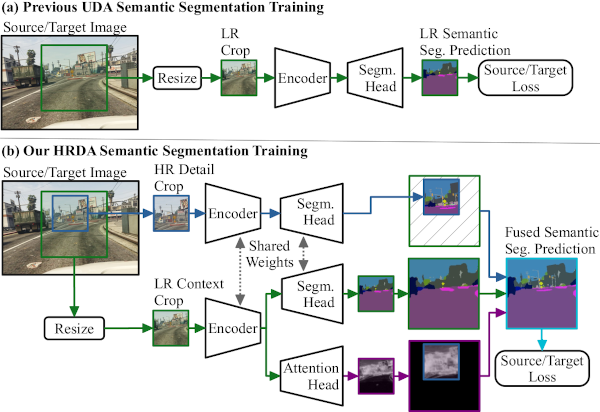 (a) Previous UDA Semantic Segmentation Training
Source/Target Image
LR
Crop
LR Semantic
Seg. Prediction
Resize
Encoder
Segm.
Head
Source/Target
Loss
(b) Our HRDA Semantic Segmentation Training
Source/Target Image
HR Detail
Crop
Encoder
Segm.
Head
Shared
Weights
Fused Semantic
Seg. Prediction
LR Context
Crop
Resize
Encoder
Segm.
Head
Attention
Head
Source/Target
Loss